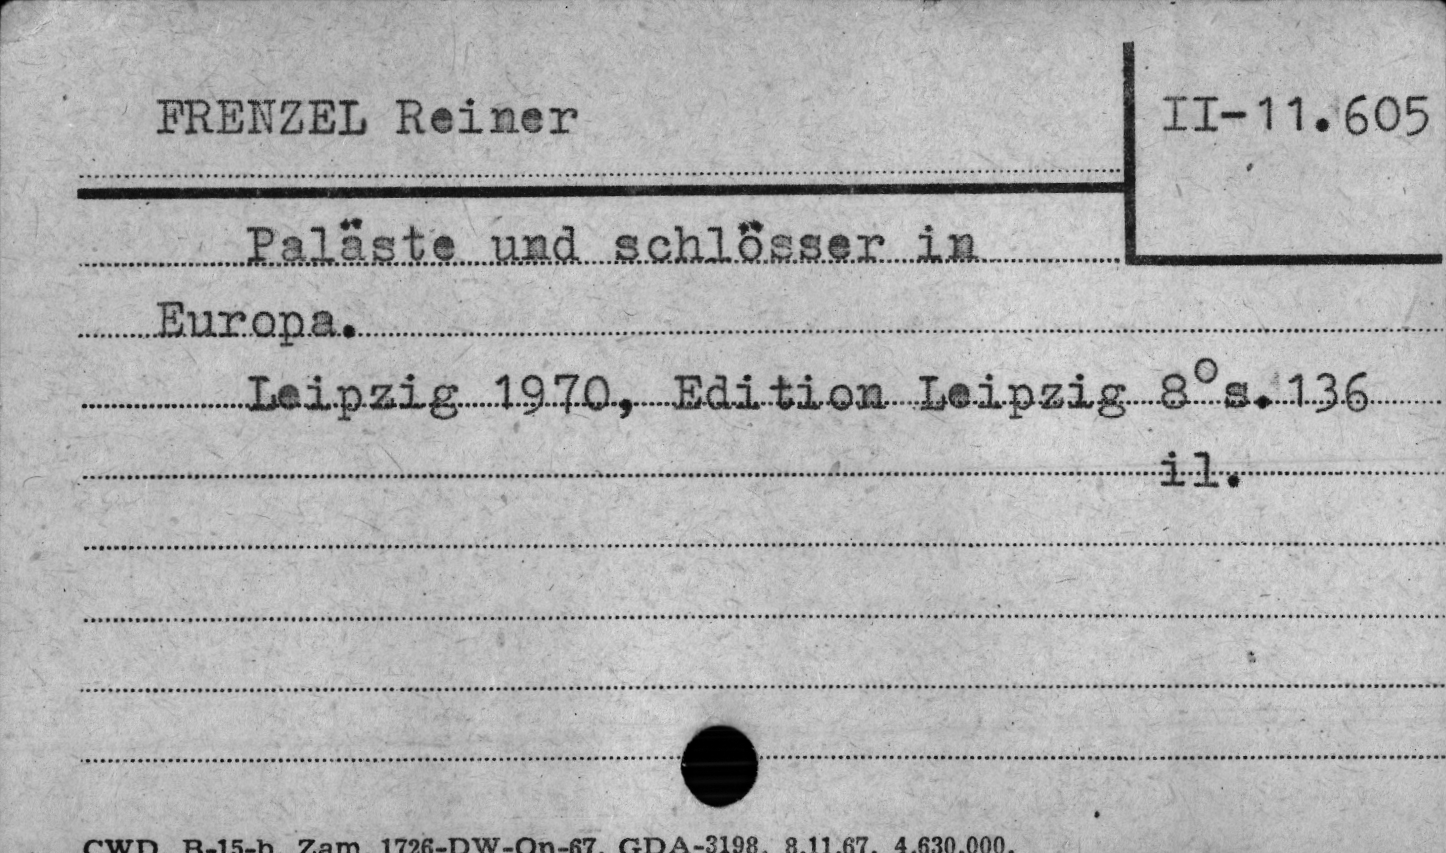 FRENZEL Reiner
II-11.605
Paläste und schlösser in
Europa.
Leipzig 1970, Edition Leipzig 8° s. 136
il.
CWD B-15-b. Zam. 1726-DW-Op-67. GDA-3198. 8.11.67. 4.630.000.